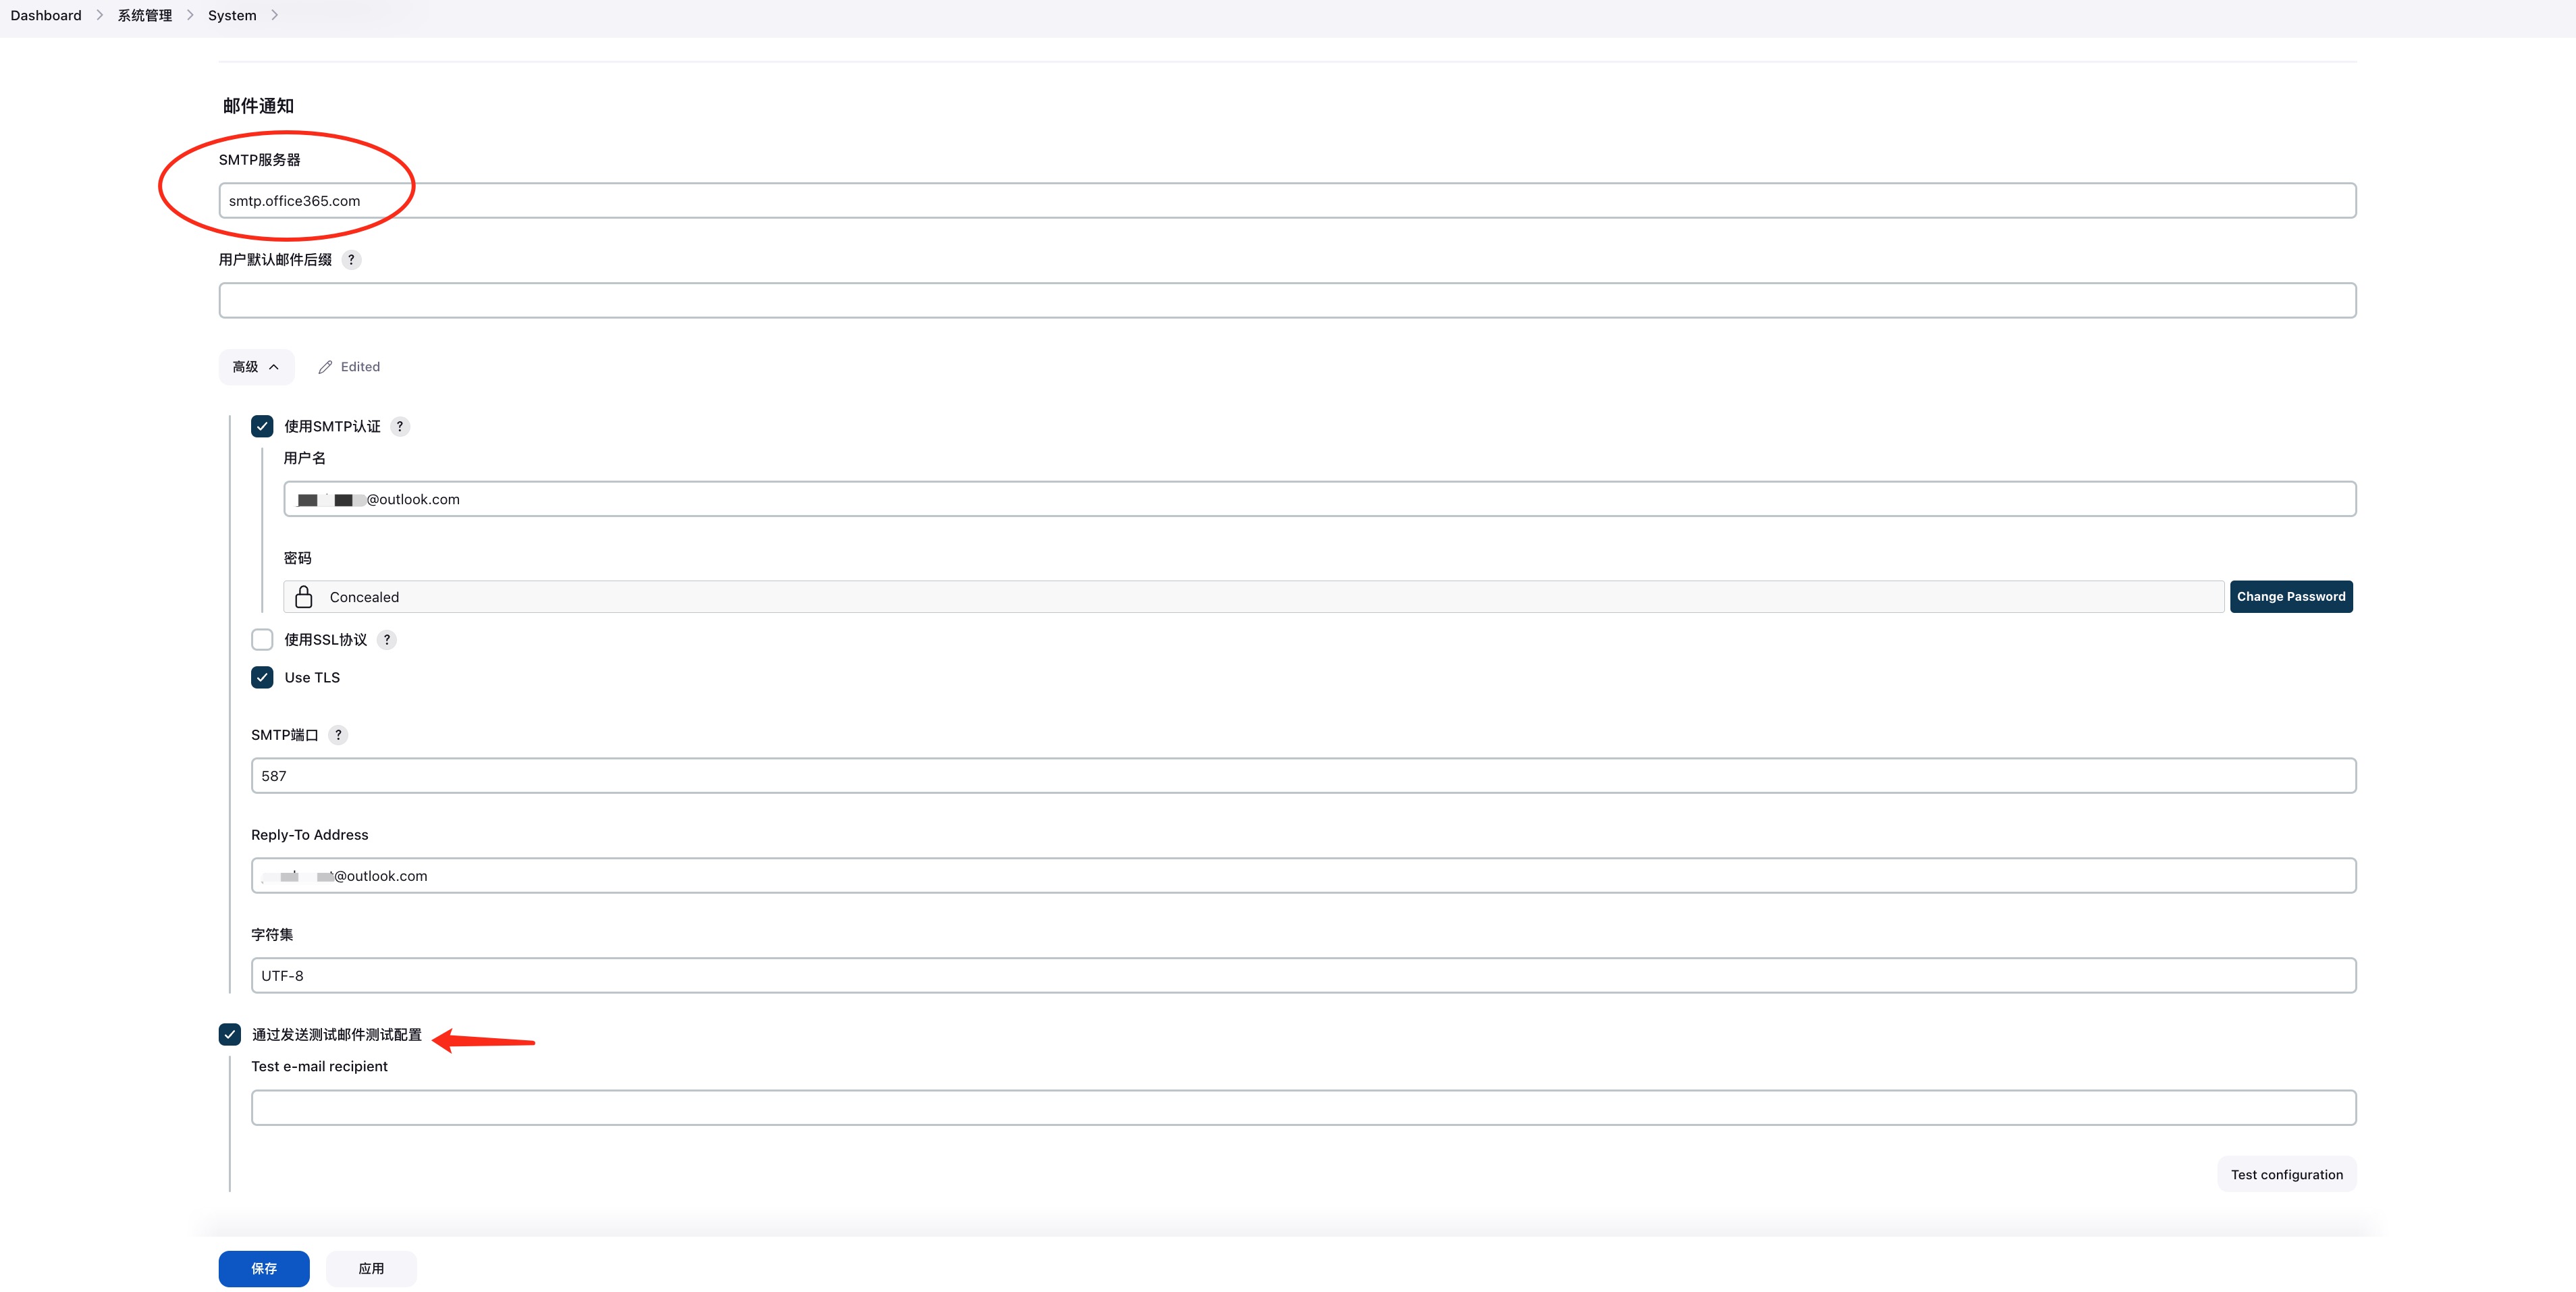 Dashboard > 系统管理 > System >
邮件通知
SMTP服务器
smtp.office365.com
用户默认邮件后缀 ?
高级 Edited
使用SMTP认证 ?
用户名
@outlook.com
密码
Concealed Change Password
使用SSL协议 ?
Use TLS
SMTP端口 ?
587
Reply-To Address
@outlook.com
字符集
UTF-8
通过发送测试邮件测试配置
Test e-mail recipient
Test configuration
保存 应用